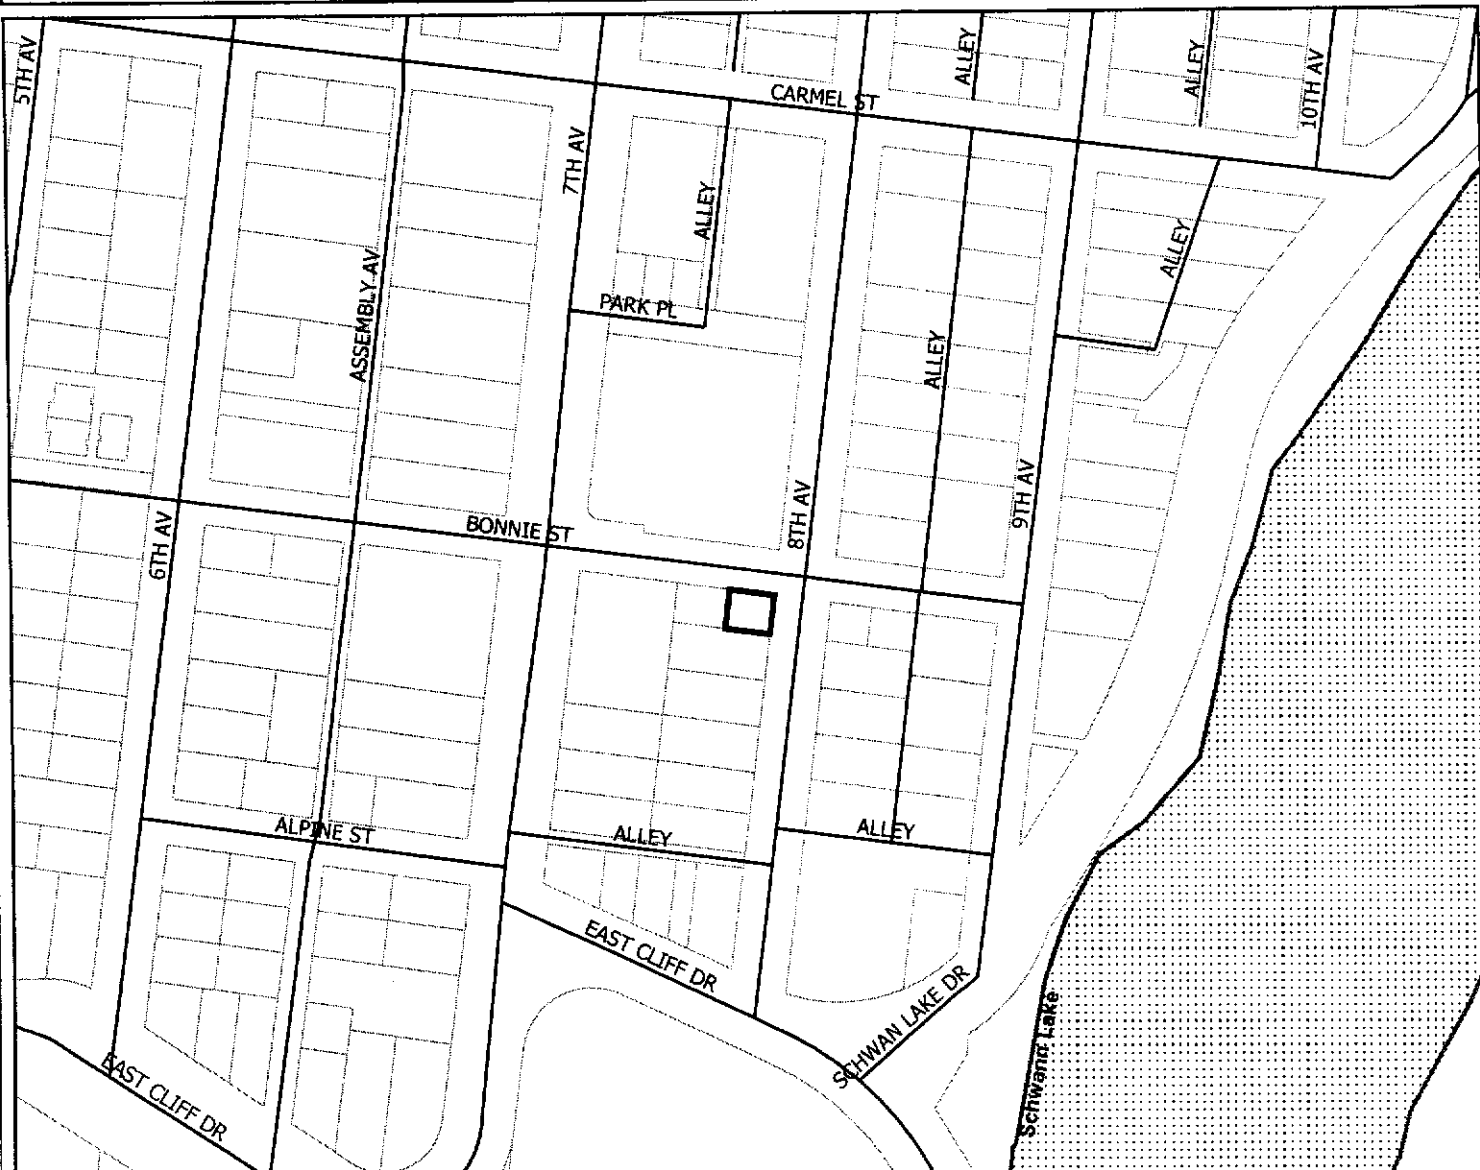 5TH AV
ALLEY
ALLEY
10TH AV
CARMEL ST
7TH AV
ALLEY
ALLEY
ASSEMBLY AV
PARK PL
ALLEY
9TH AV
8TH AV
BONNIE ST
6TH AV
ALPINE ST
ALLEY
ALLEY
EAST CLIFF DR
SCHWAN LAKE DR
Schwann Lake
EAST CLIFF DR